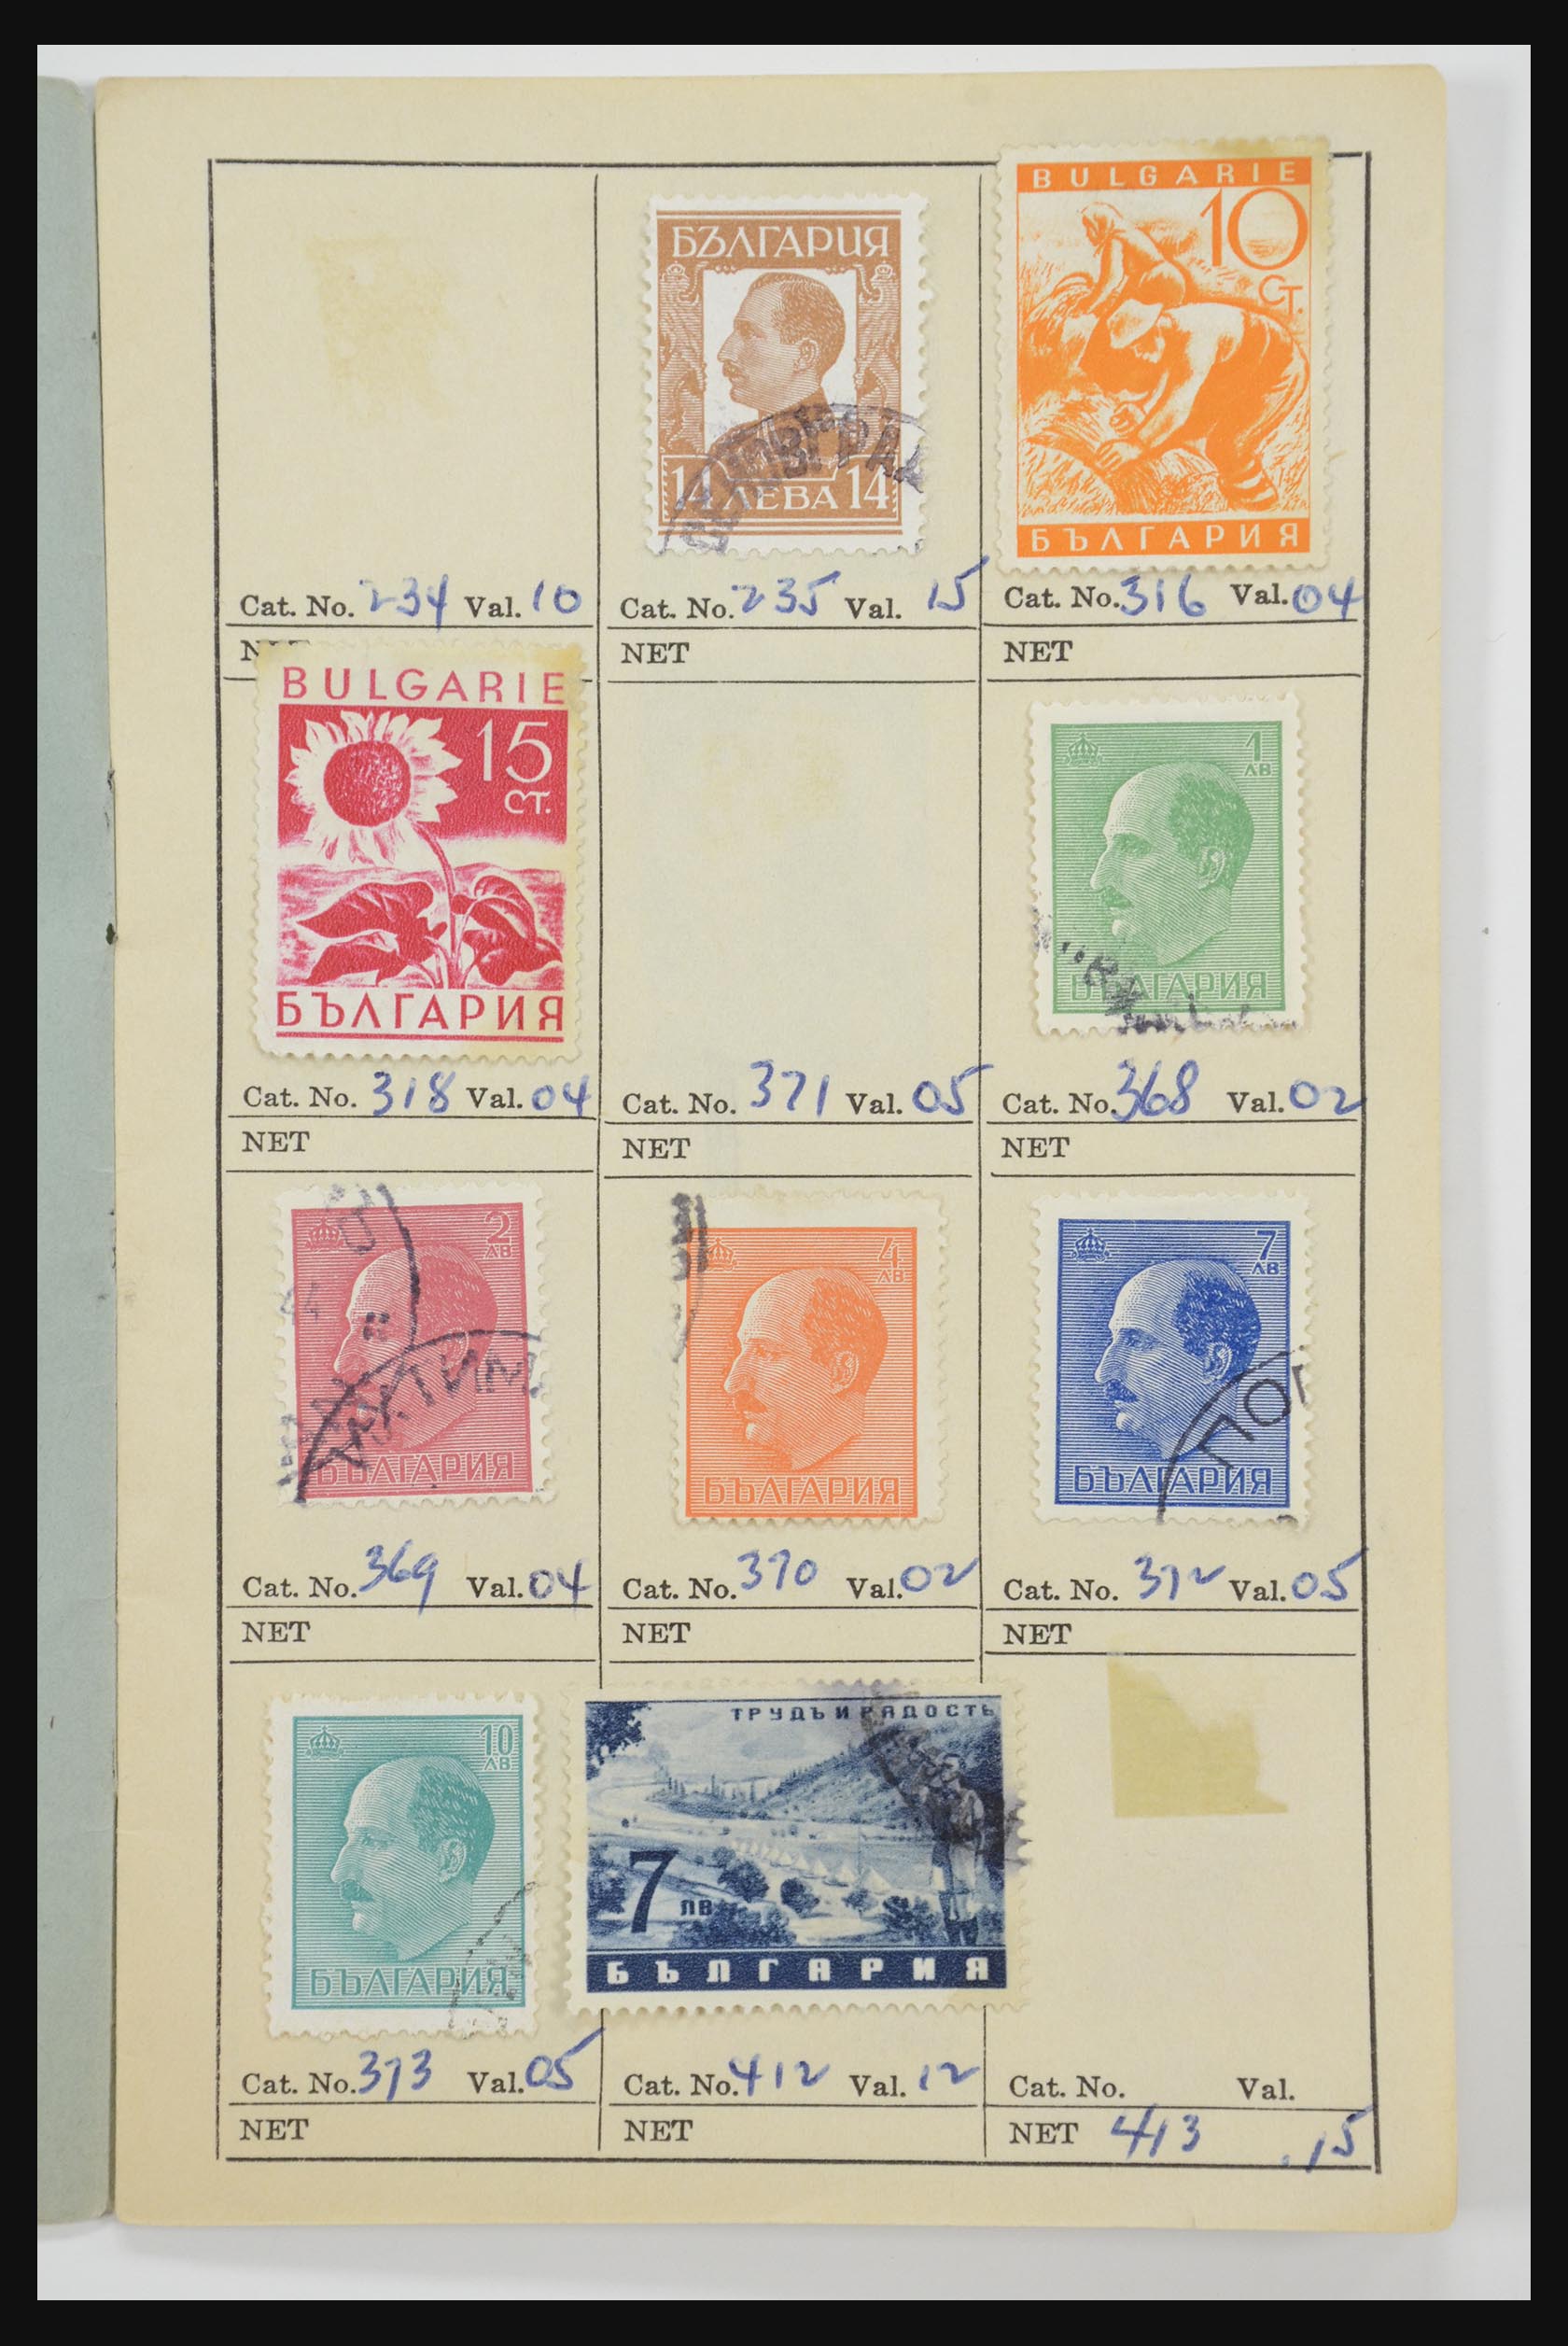 БЪЛГАРИЯ
14 ЛЕВА 14
BULGARIE
10
СТ.
БЪЛГАРИЯ
Cat. No. 234 Val. 10
Cat. No. 235 Val. 15
Cat. No. 316 Val. 04
NET
NET
BULGARIE
15
СТ.
БЪЛГАРИЯ
1
ЛВ
БЪЛГАРИЯ
Cat. No. 318 Val. 04
Cat. No. 371 Val. 05
Cat. No. 368 Val. 02
NET
NET
NET
2
ЛВ
БЪЛГАРИЯ
4
ЛВ
БЪЛГАРИЯ
7
ЛВ
БЪЛГАРИЯ
ПОП
Cat. No. 369 Val. 04
Cat. No. 370 Val. 02
Cat. No. 372 Val. 05
NET
NET
NET
10
ЛВ
БЪЛГАРИЯ
ТРУДЪ И РАДОСТЬ
7 ЛВ
БЪЛГАРИЯ
Cat. No. 373 Val. 05
Cat. No. 412 Val. 12
Cat. No. Val.
NET
NET
NET 413 .15